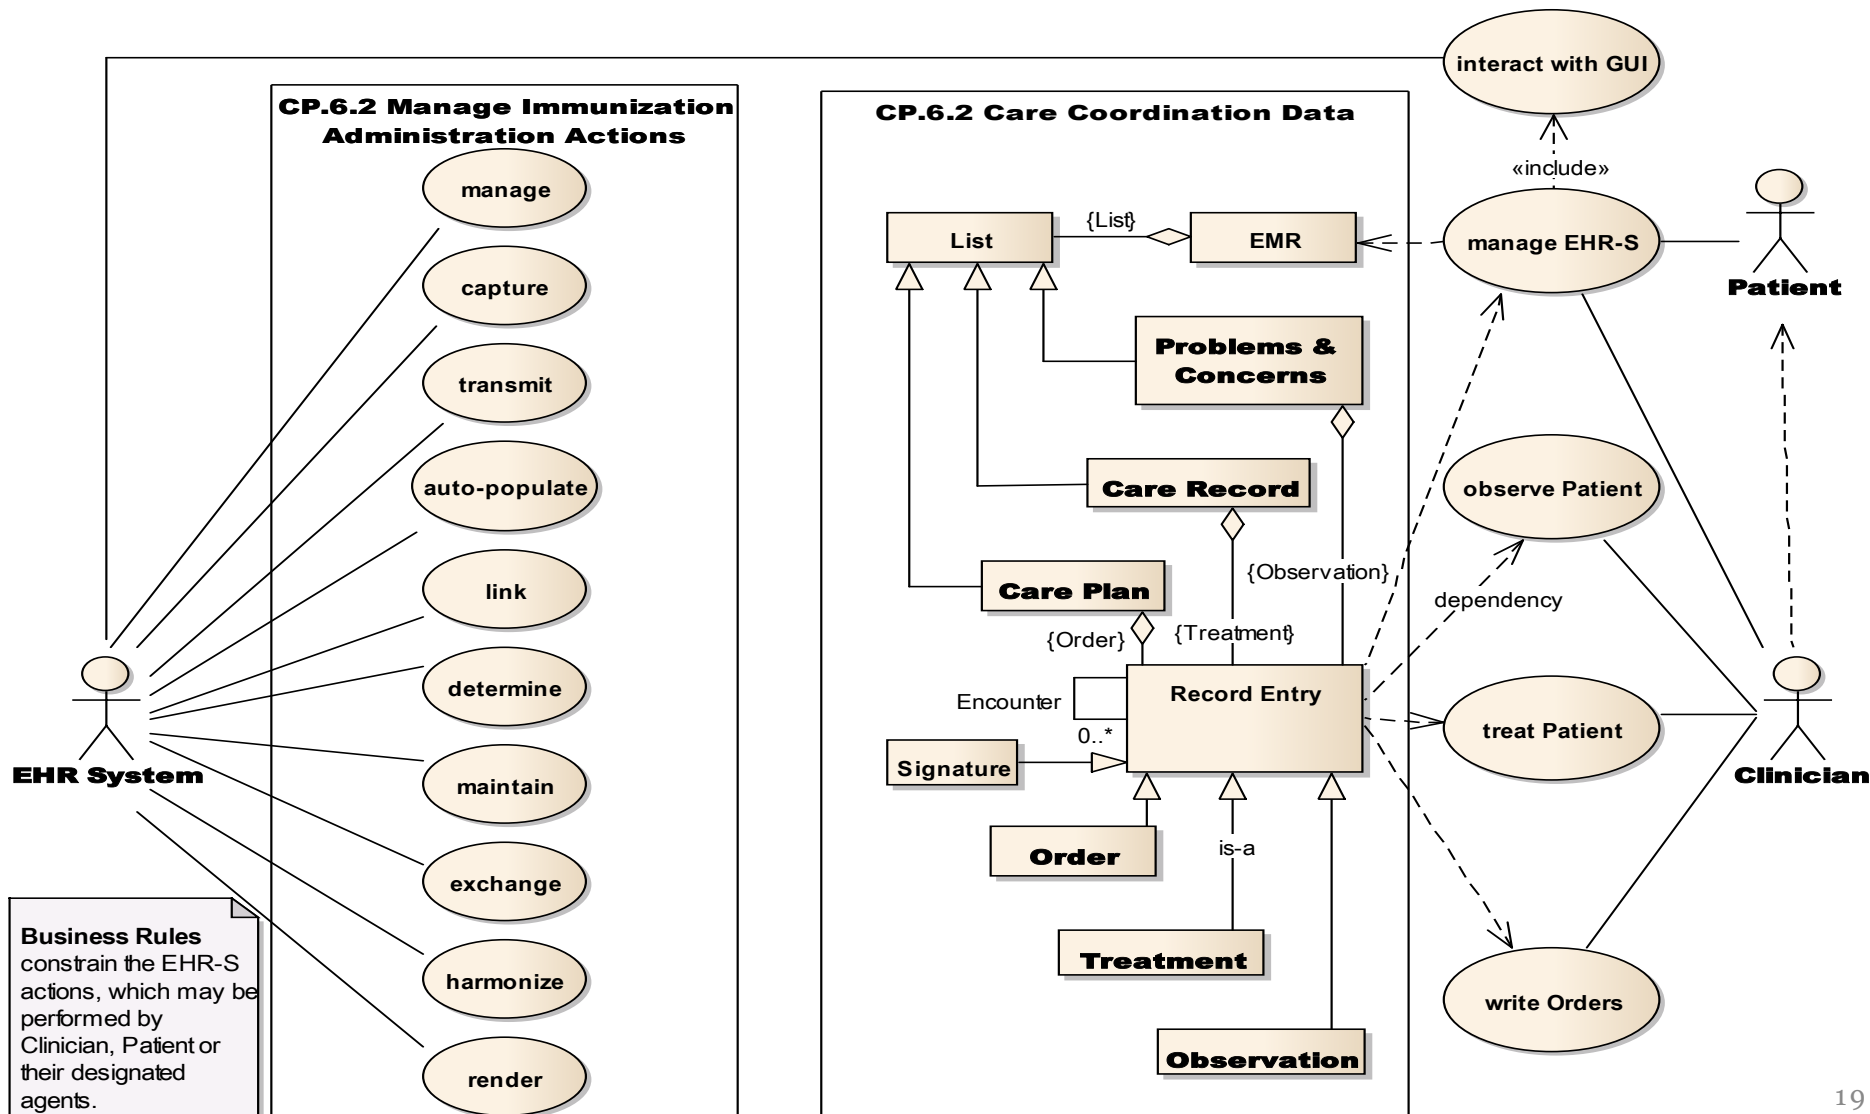 interact with GUI
CP.6.2 Manage Immunization
Administration Actions
CP.6.2 Care Coordination Data
manage
capture
transmit
auto-populate
link
determine
maintain
exchange
harmonize
render
EHR System
Business Rules
constrain the EHR-S
actions, which may be
performed by
Clinician, Patient or
their designated
agents.
List
{List}
EMR
Problems &
Concerns
Care Record
Care Plan
{Observation}
{Order}
{Treatment}
Encounter
Record Entry
0..*
Signature
Order
is-a
Treatment
Observation
«include»
manage EHR-S
Patient
observe Patient
dependency
treat Patient
Clinician
write Orders
19